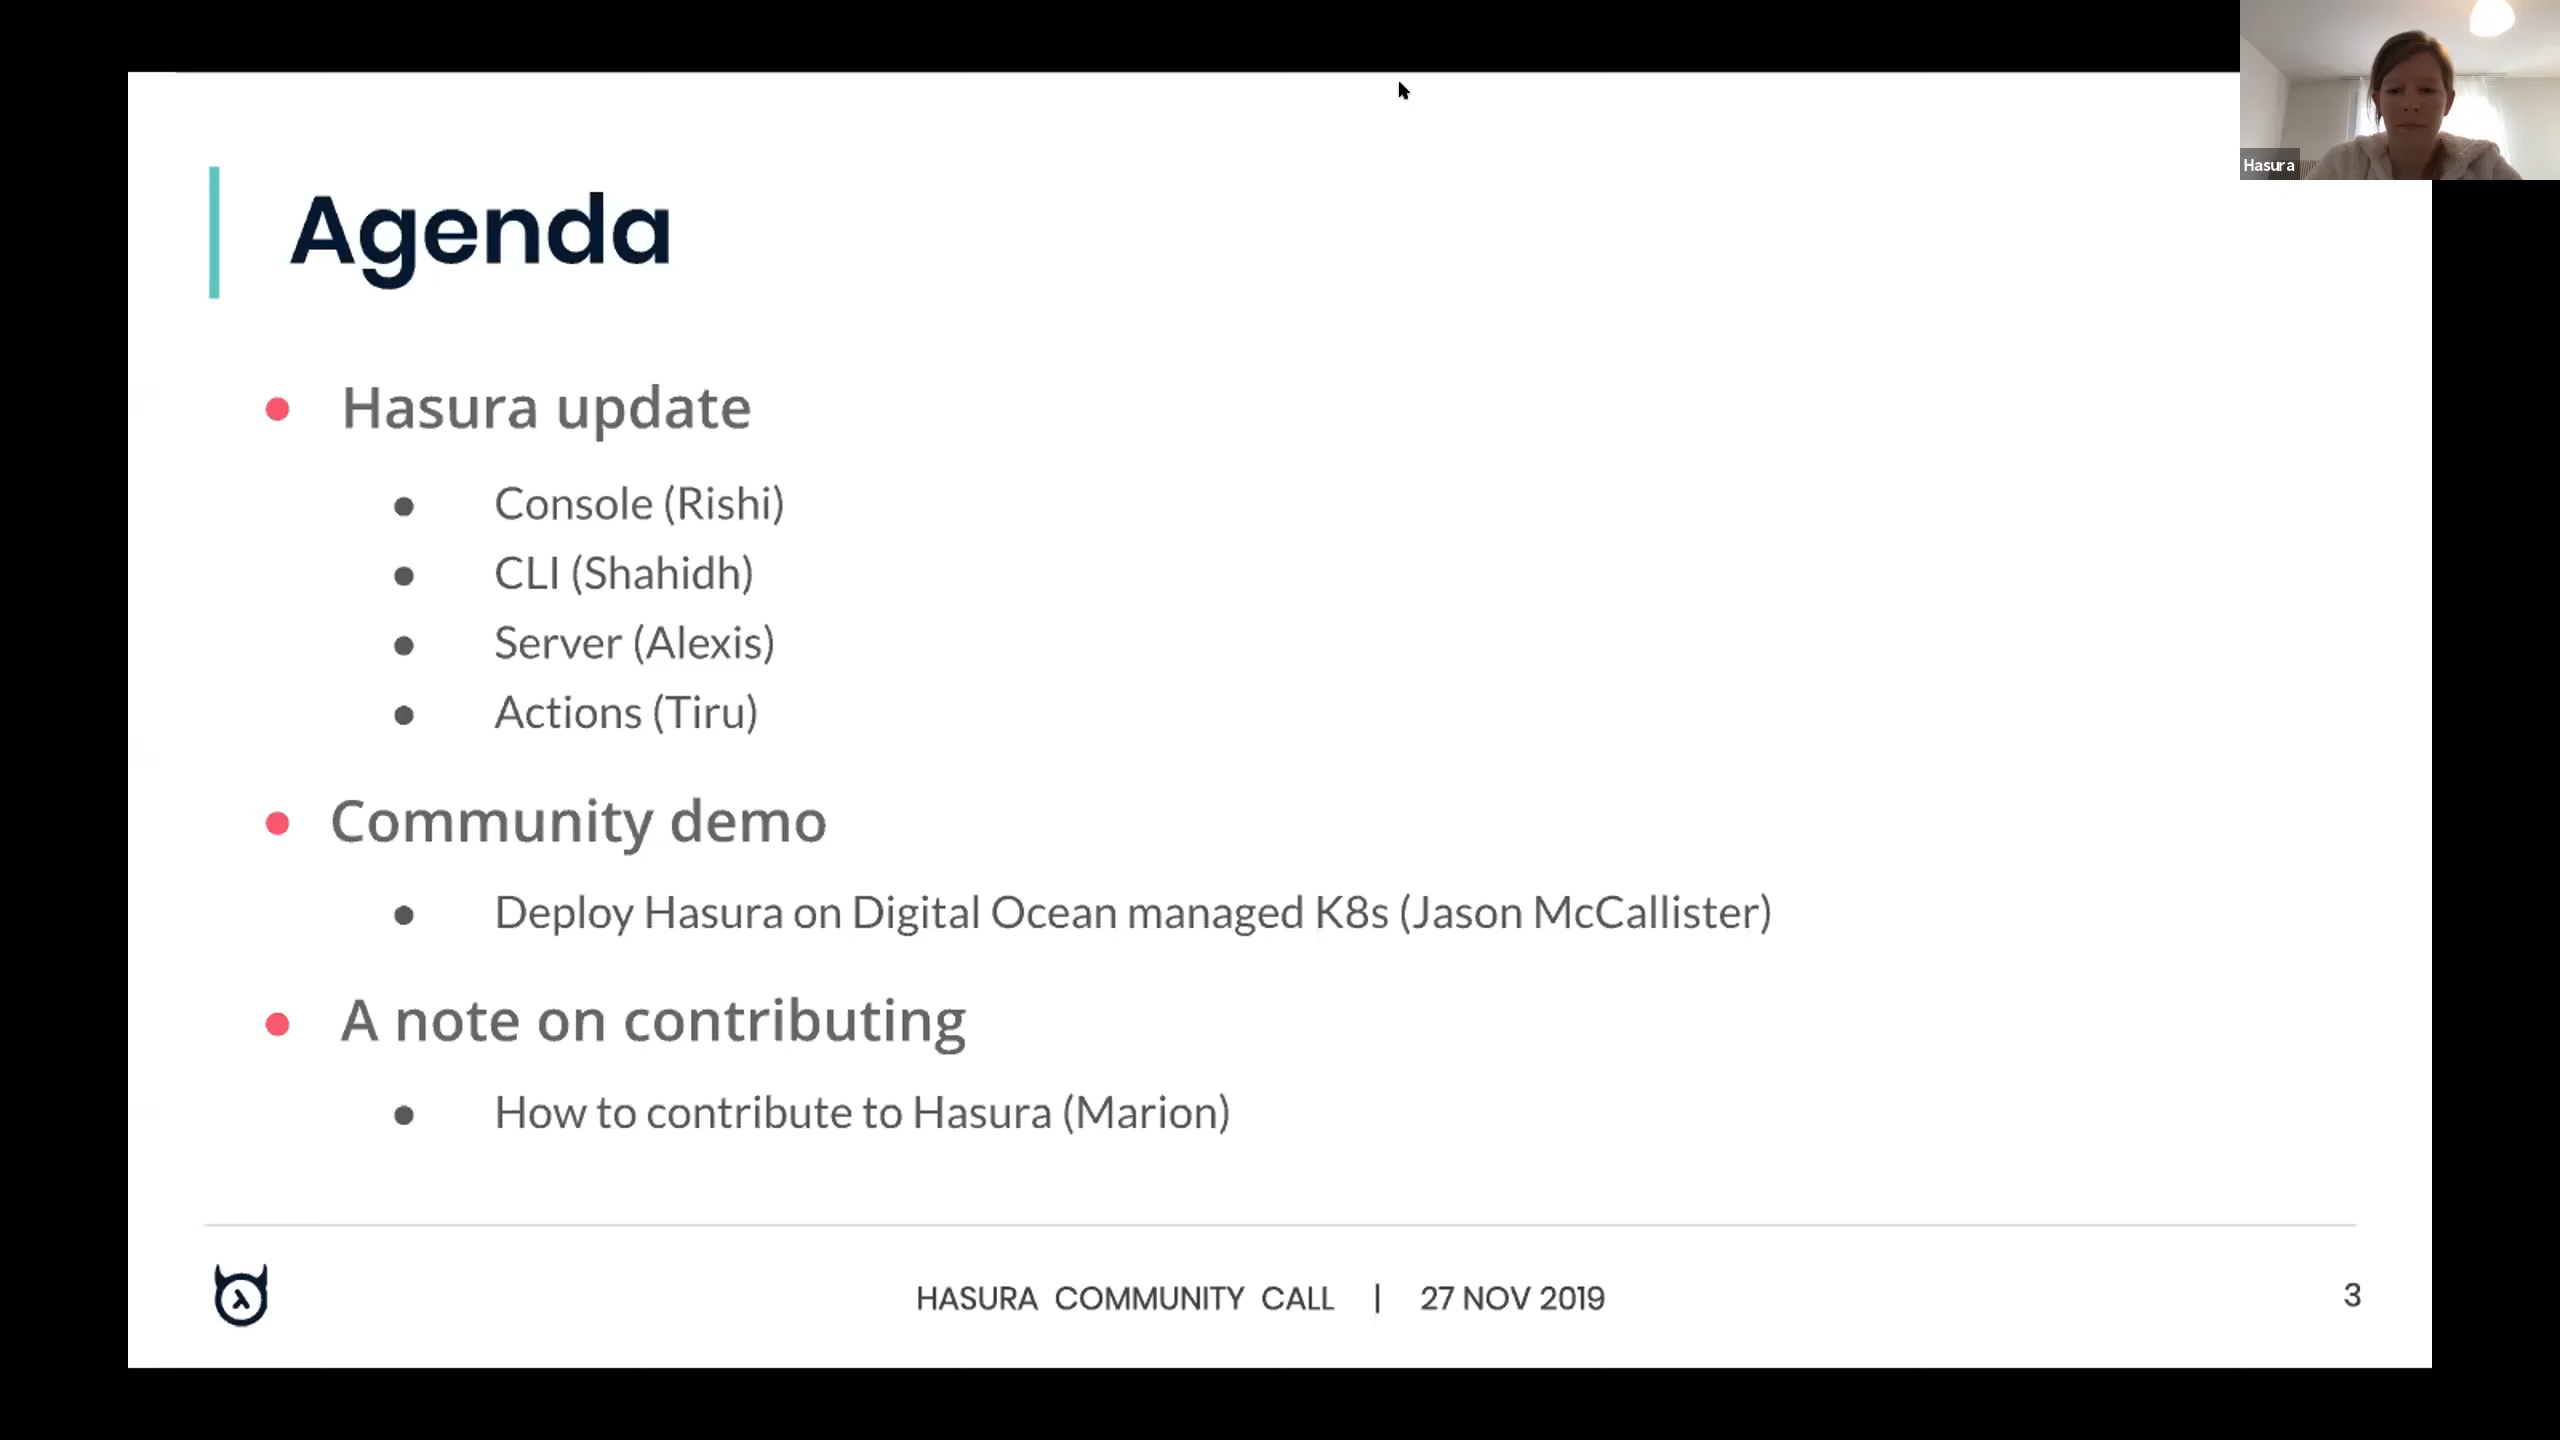 Hasura
Agenda
Hasura update
Console (Rishi)
CLI (Shahidh)
Server (Alexis)
Actions (Tiru)
Community demo
Deploy Hasura on Digital Ocean managed K8s (Jason McCallister)
A note on contributing
How to contribute to Hasura (Marion)
HASURA COMMUNITY CALL | 27 NOV 2019
3